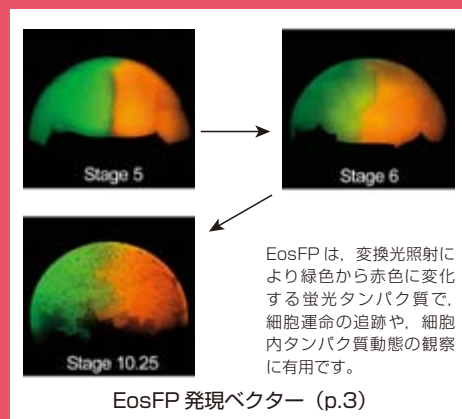 Stage 5
Stage 6
Stage 10.25
EosFP は，変換光照射に
より緑色から赤色に変化
する蛍光タンパク質で，
細胞運命の追跡や，細胞
内タンパク質動態の観察
に有用です。
EosFP 発現ベクター（p.3）